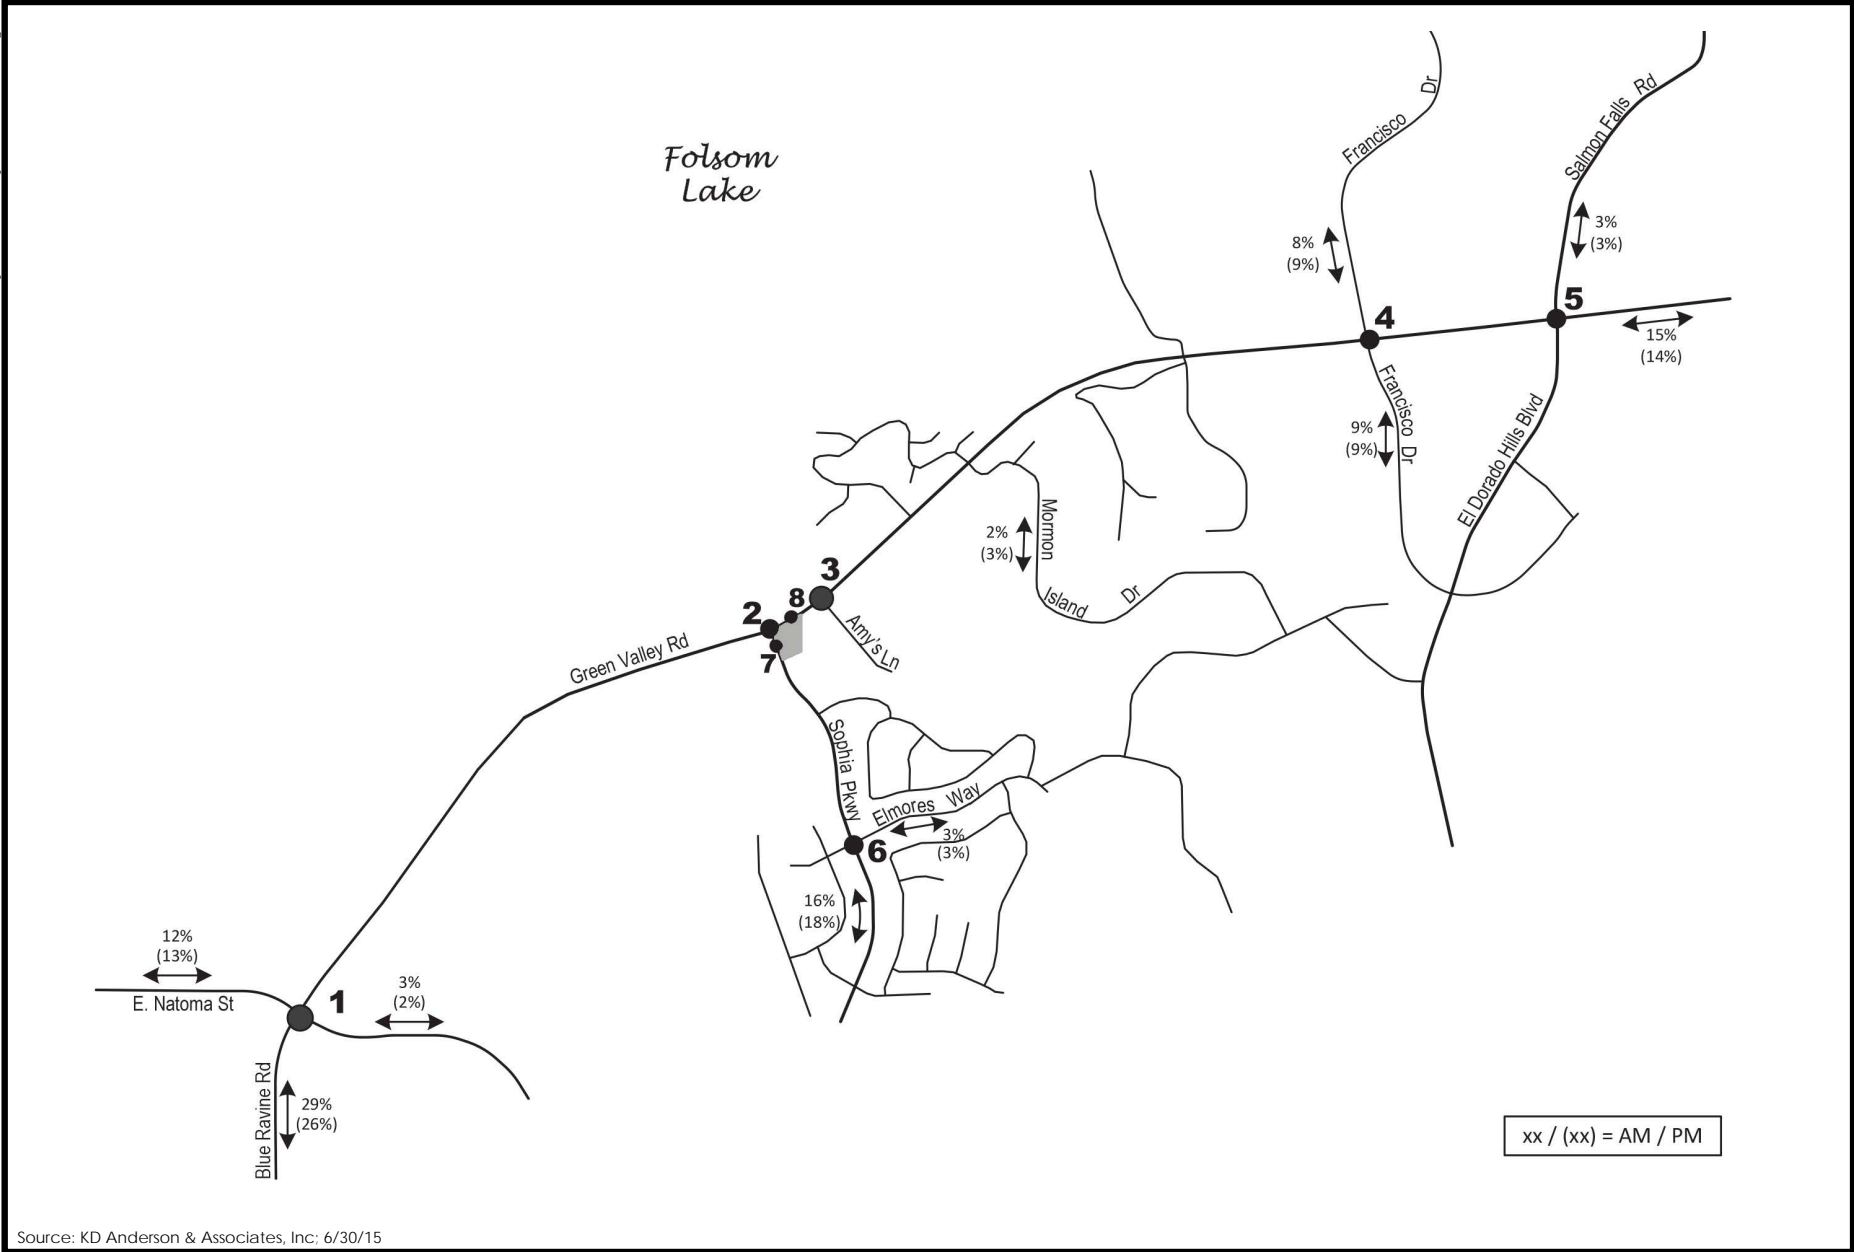 Folsom
Lake
Francisco
Dr
Salmon Falls Rd
8%
(9%)
3%
(3%)
4
5
15%
(14%)
Francisco Dr
9%
(9%)
El Dorado Hills Blvd
Mormon
Island Dr
2%
(3%)
3
8
2
7
Amy's Ln
Green Valley Rd
Sophia Pkwy
Elmores Way
3%
(3%)
6
16%
(18%)
12%
(13%)
E. Natoma St
1
3%
(2%)
Blue Ravine Rd
29%
(26%)
xx / (xx) = AM / PM
Source: KD Anderson & Associates, Inc; 6/30/15